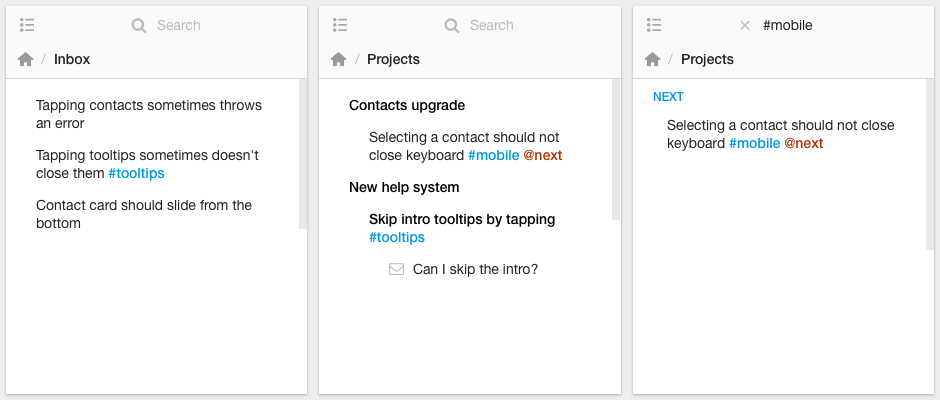 Search
/ Inbox
Tapping contacts sometimes throws
an error
Tapping tooltips sometimes doesn't
close them #tooltips
Contact card should slide from the
bottom
Search
/ Projects
Contacts upgrade
Selecting a contact should not
close keyboard #mobile @next
New help system
Skip intro tooltips by tapping
#tooltips
Can I skip the intro?
#mobile
/ Projects
NEXT
Selecting a contact should not close
keyboard #mobile @next